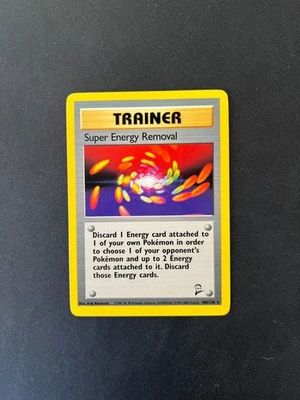 TRAINER
Super Energy Removal
Discard 1 Energy card attached to
1 of your own Pokémon in order
to choose 1 of your opponent's
Pokémon and up to 2 Energy
cards attached to it. Discard
those Energy cards.